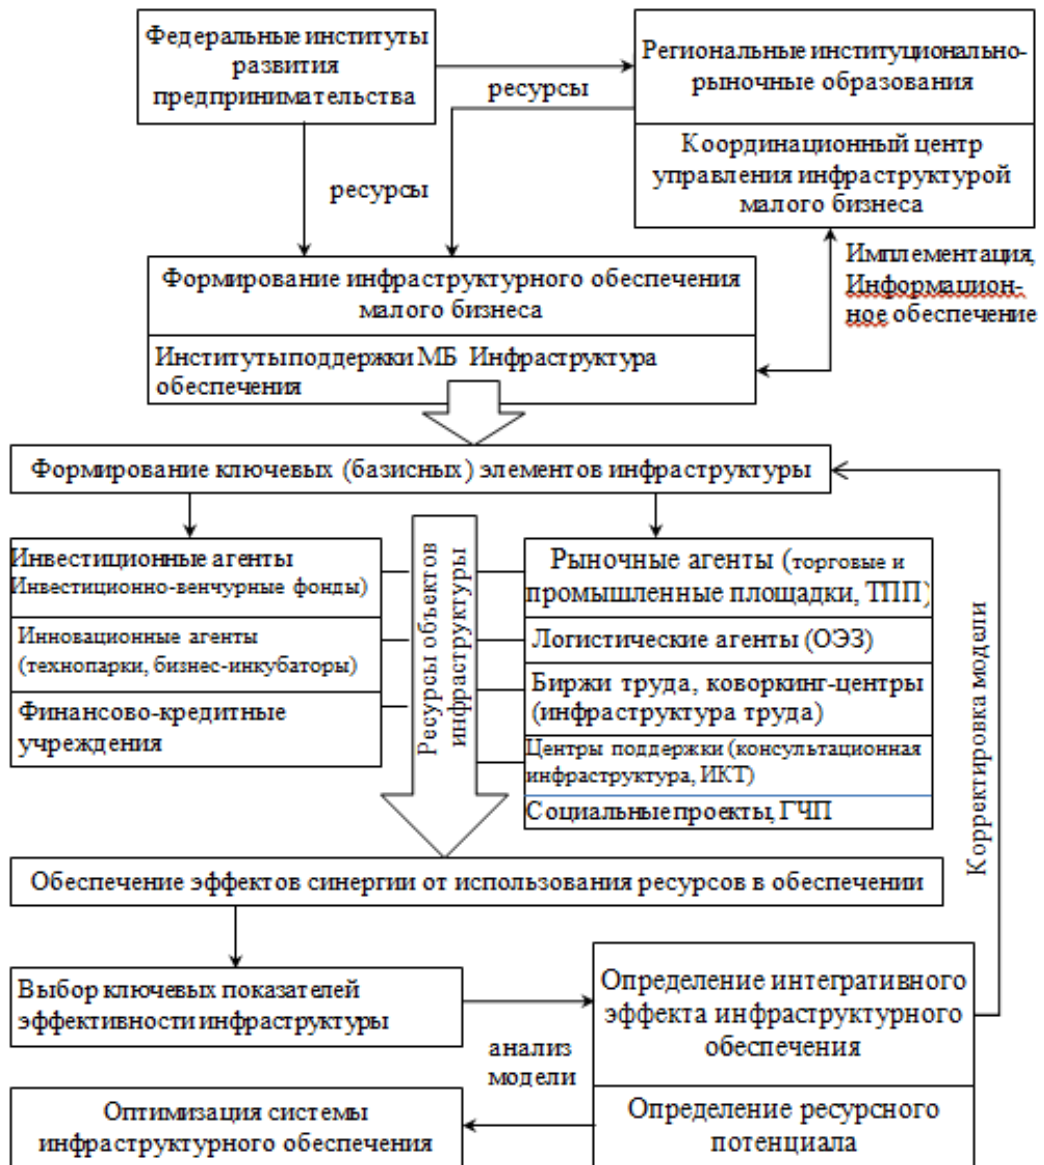 Федеральные институты
развития
предпринимательства
Региональные институционально-
рыночные образования
ресурсы
Координационный центр
управления инфраструктурой
малого бизнеса
ресурсы
Имплементация,
Информацион-
ное обеспечение
Формирование инфраструктурного обеспечения
малого бизнеса
Институты поддержки МБ Инфраструктура
обеспечения
Формирование ключевых (базисных) элементов инфраструктуры
Инвестиционные агенты
Инвестиционно-венчурные фонды)
Инновационные агенты
(технопарки, бизнес-инкубаторы)
Финансово-кредитные
учреждения
Ресурсы объектов
инфраструктуры
Рыночные агенты (торговые и
промышленные площадки, ТПП)
Логистические агенты (ОЭЗ)
Биржи труда, коворкинг-центры
(инфраструктура труда)
Центры поддержки (консультационная
инфраструктура, ИКТ)
Социальные проекты, ГЧП
Корректировка модели
Обеспечение эффектов синергии от использования ресурсов в обеспечении
Выбор ключевых показателей
эффективности инфраструктуры
Определение интегративного
эффекта инфраструктурного
обеспечения
анализ
модели
Оптимизация системы
инфраструктурного обеспечения
Определение ресурсного
потенциала